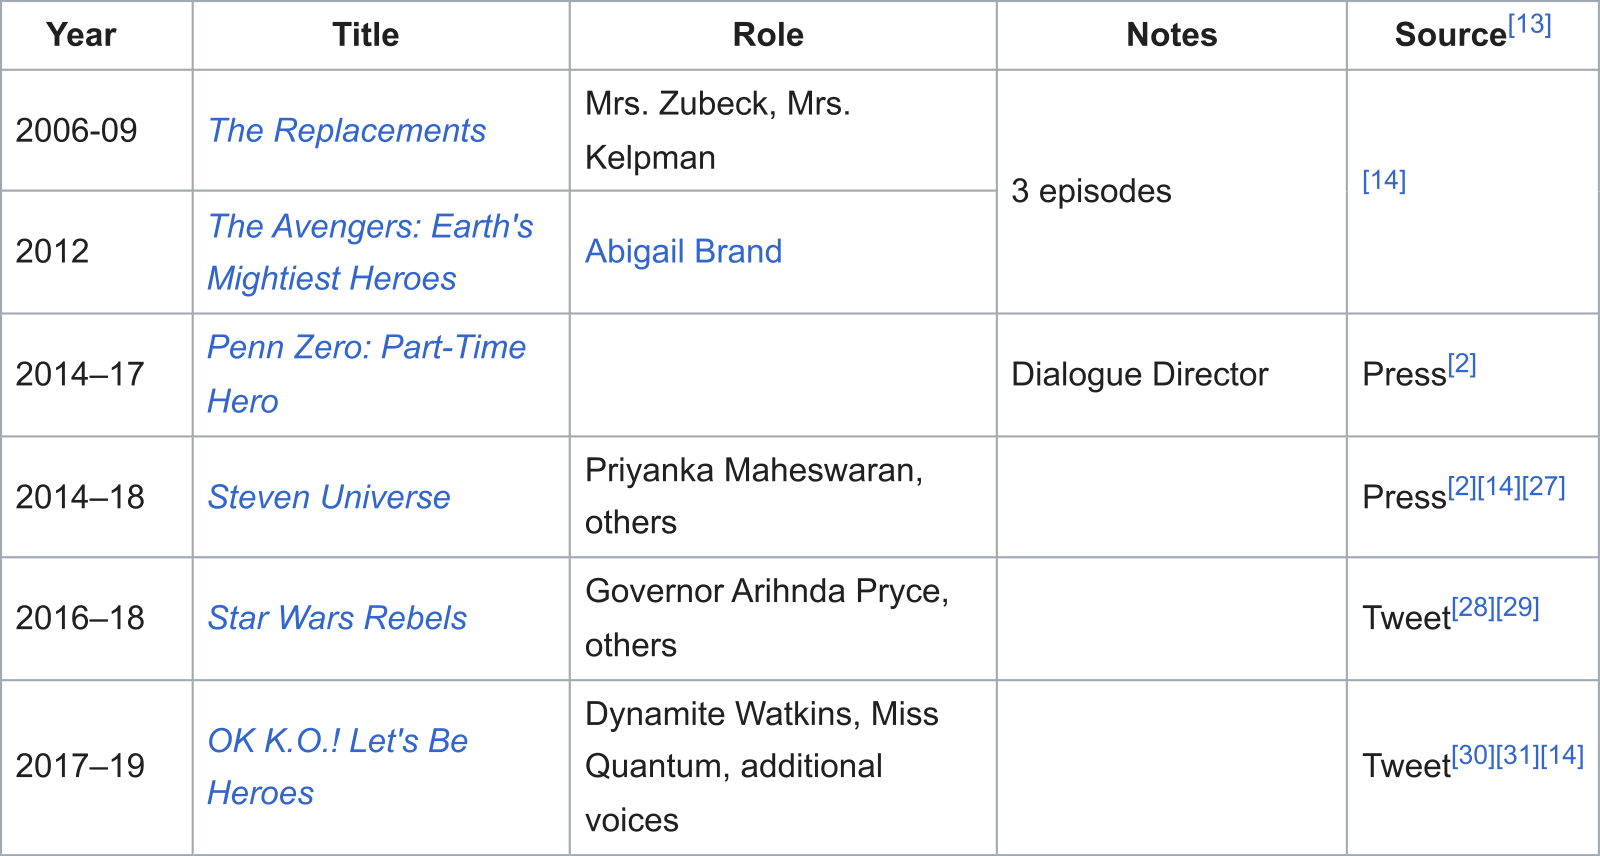 Year Title Role Notes Source[13]
2006-09 The Replacements Mrs. Zubeck, Mrs.
Kelpman
3 episodes [14]
2012 The Avengers: Earth's
Mightiest Heroes
Abigail Brand
2014–17 Penn Zero: Part-Time
Hero
Dialogue Director Press[2]
2014–18 Steven Universe Priyanka Maheswaran,
others
Press[2][14][27]
2016–18 Star Wars Rebels Governor Arihnda Pryce,
others
Tweet[28][29]
2017–19 OK K.O.! Let's Be
Heroes
Dynamite Watkins, Miss
Quantum, additional
voices
Tweet[30][31][14]